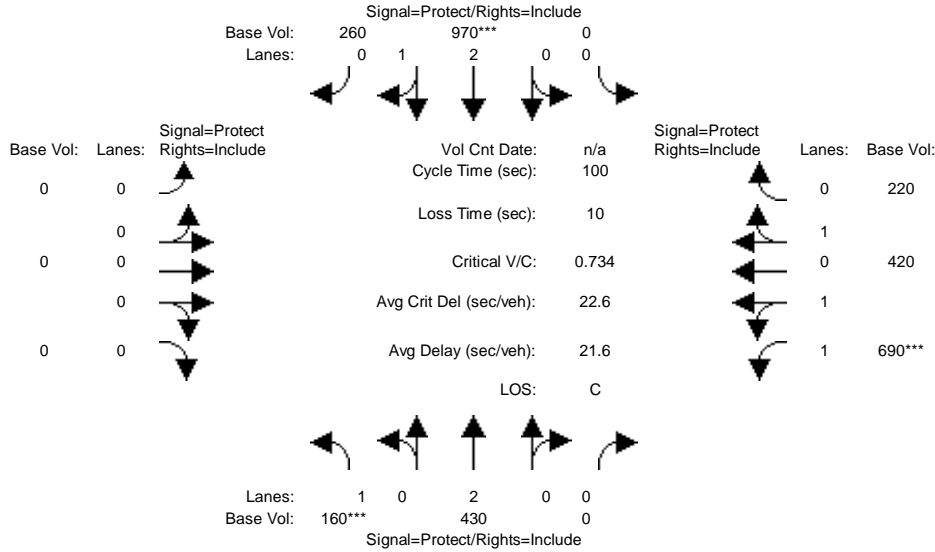 Signal=Protect/Rights=Include
Base Vol: 260 970*** 0
Lanes: 0 1 2 0 0
Signal=Protect Signal=Protect
Base Vol: Lanes: Rights=Include Vol Cnt Date: n/a Rights=Include Lanes: Base Vol:
Cycle Time (sec): 100
0 0 0 220
Loss Time (sec): 10
0 1
0 0 Critical V/C: 0.734 0 420
0 Avg Crit Del (sec/veh): 22.6 1
0 0 Avg Delay (sec/veh): 21.6 1 690***
LOS: C
Lanes: 1 0 2 0 0
Base Vol: 160*** 430 0
Signal=Protect/Rights=Include